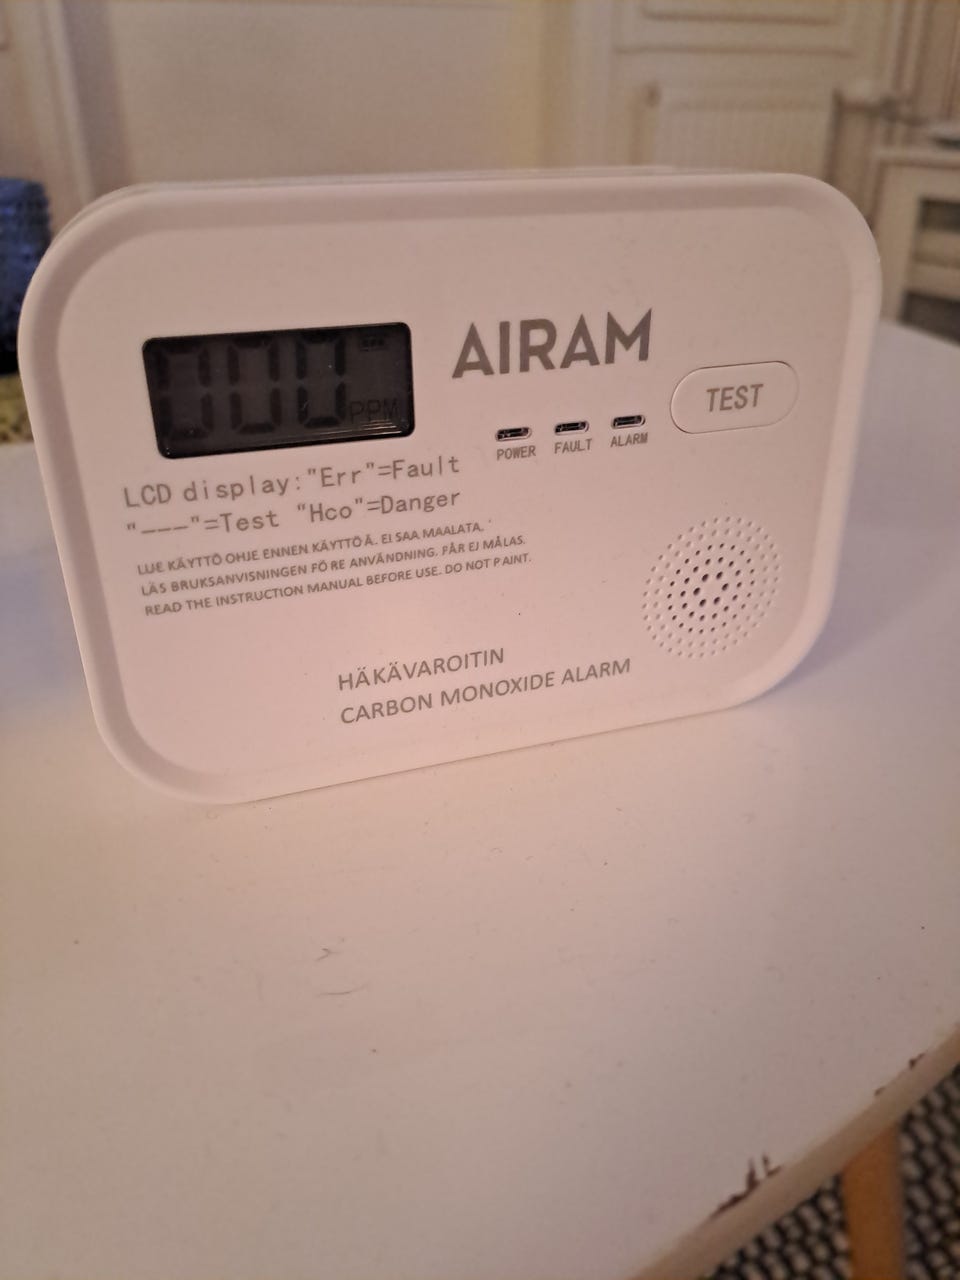 AIRAM
000
PPM
TEST
POWER FAULT ALARM
LCD display:"Err"=Fault
"---"=Test "Hco"=Danger
LUE KÄYTTÖ OHJE ENNEN KÄYTTÖ Ä. EI SAA MAALATA.
LÄS BRUKSANVISNINGEN FÖ RE ANVÄNDNING. FÅR EJ MÅLAS.
READ THE INSTRUCTION MANUAL BEFORE USE. DO NOT PAINT.
HÄKÄVAROITIN
CARBON MONOXIDE ALARM